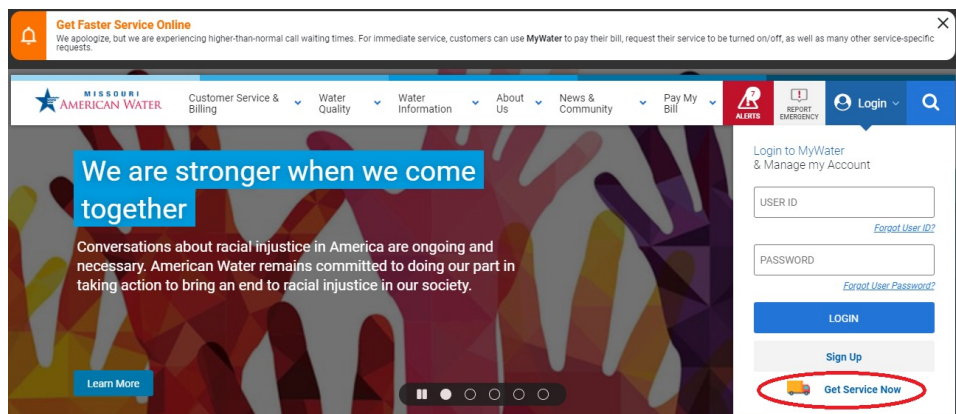 Get Faster Service Online
We apologize, but we are experiencing higher-than-normal call waiting times. For immediate service, customers can use MyWater to pay their bill, request their service to be turned on/off, as well as many other service-specific
requests.
MISSOURI
AMERICAN WATER
Customer Service &
Billing
Water
Quality
Water
Information
About
Us
News &
Community
Pay My
Bill
7
ALERTS
REPORT
EMERGENCY
Login
Login to MyWater
& Manage my Account
USER ID
Forgot User ID?
PASSWORD
Forgot User Password?
LOGIN
Sign Up
Get Service Now
We are stronger when we come
together
Conversations about racial injustice in America are ongoing and
necessary. American Water remains committed to doing our part in
taking action to bring an end to racial injustice in our society.
Learn More